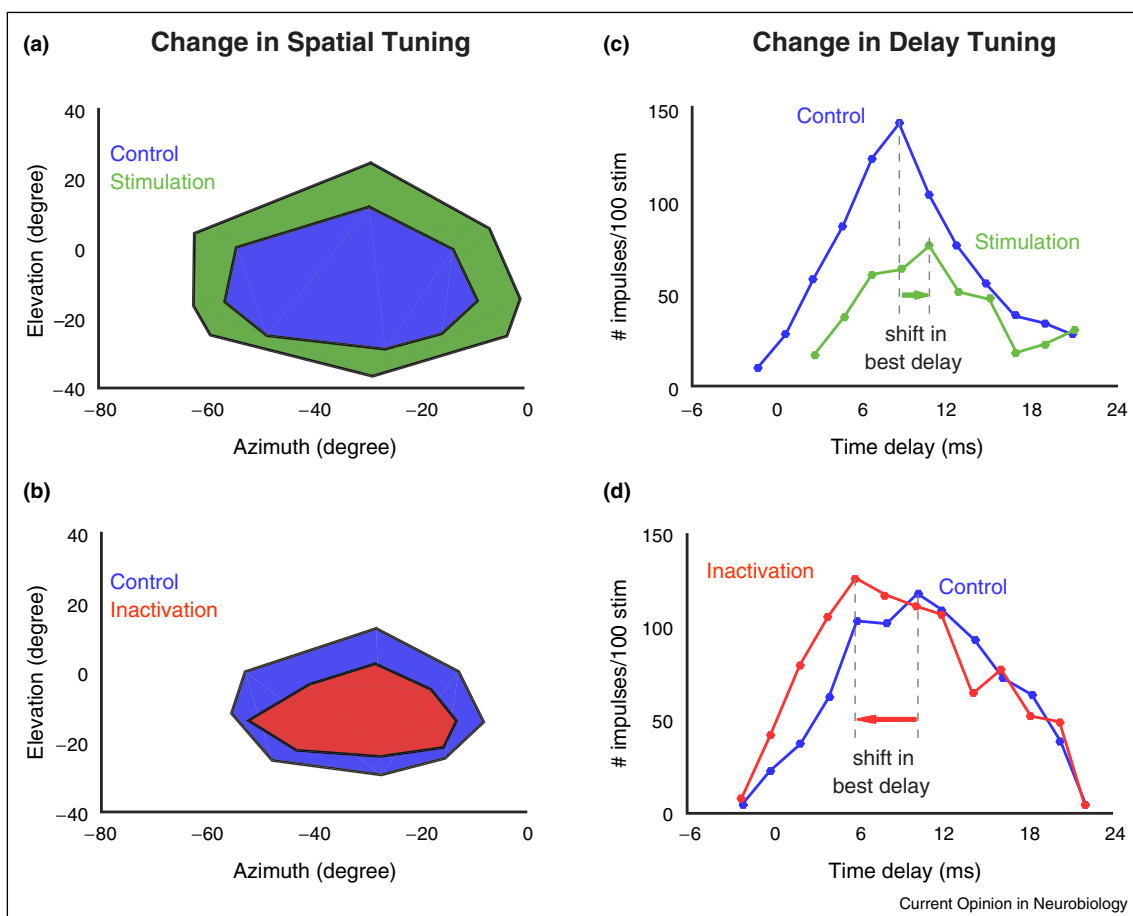 (a) Change in Spatial Tuning
40
20
0
−20
−40
Elevation (degree)
Control
Stimulation
−80 −60 −40 −20 0
Azimuth (degree)
(c) Change in Delay Tuning
150
100
50
0
# impulses/100 stim
Control
Stimulation
shift in
best delay
−6 0 6 12 18 24
Time delay (ms)
(b)
40
20
0
−20
−40
Elevation (degree)
Control
Inactivation
−80 −60 −40 −20 0
Azimuth (degree)
(d)
150
100
50
0
# impulses/100 stim
Inactivation
Control
shift in
best delay
−6 0 6 12 18 24
Time delay (ms)
Current Opinion in Neurobiology